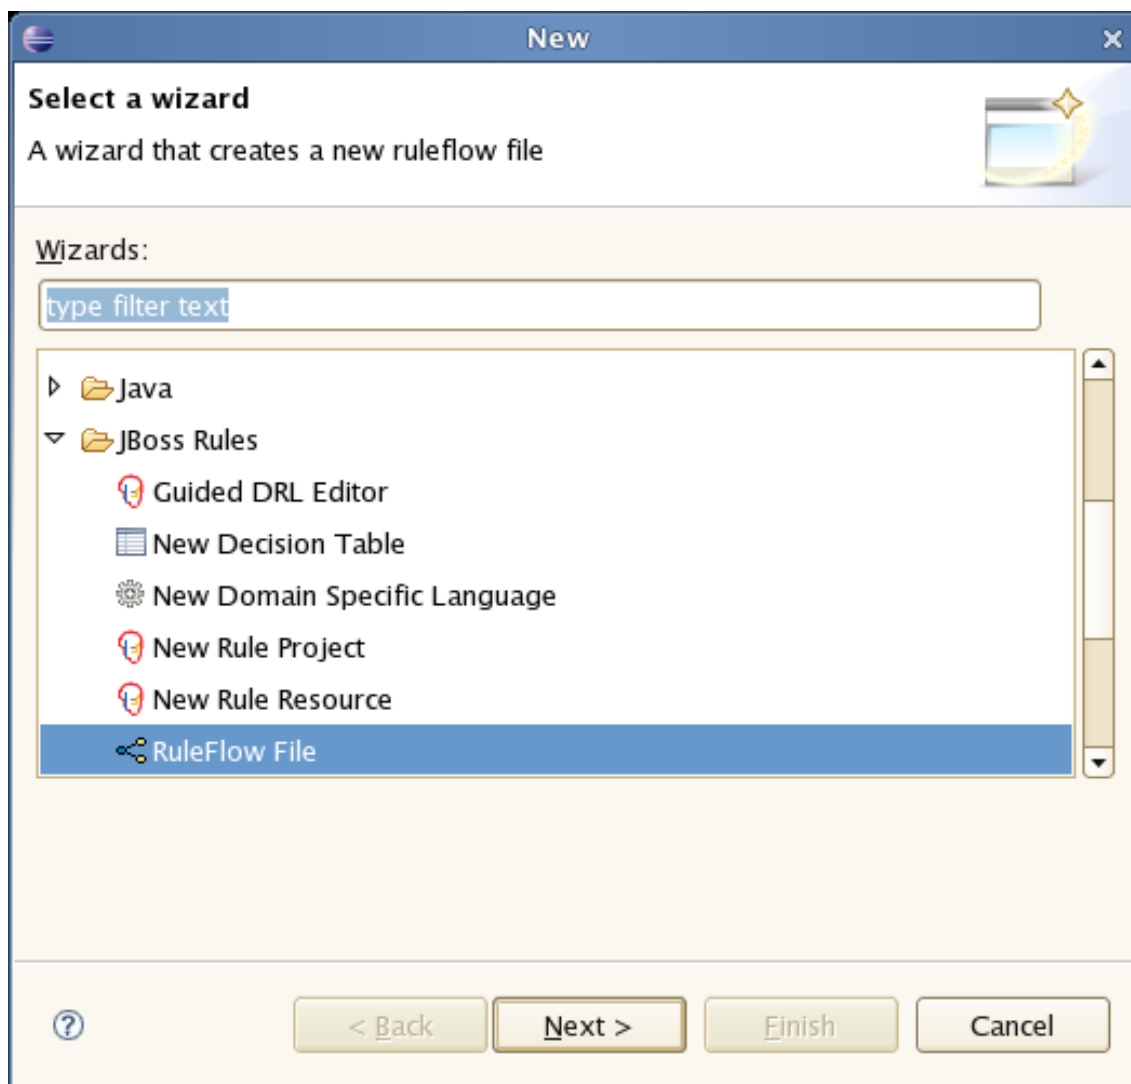 New
Select a wizard
A wizard that creates a new ruleflow file
Wizards:
type filter text
Java
JBoss Rules
Guided DRL Editor
New Decision Table
New Domain Specific Language
New Rule Project
New Rule Resource
RuleFlow File
< Back Next > Finish Cancel